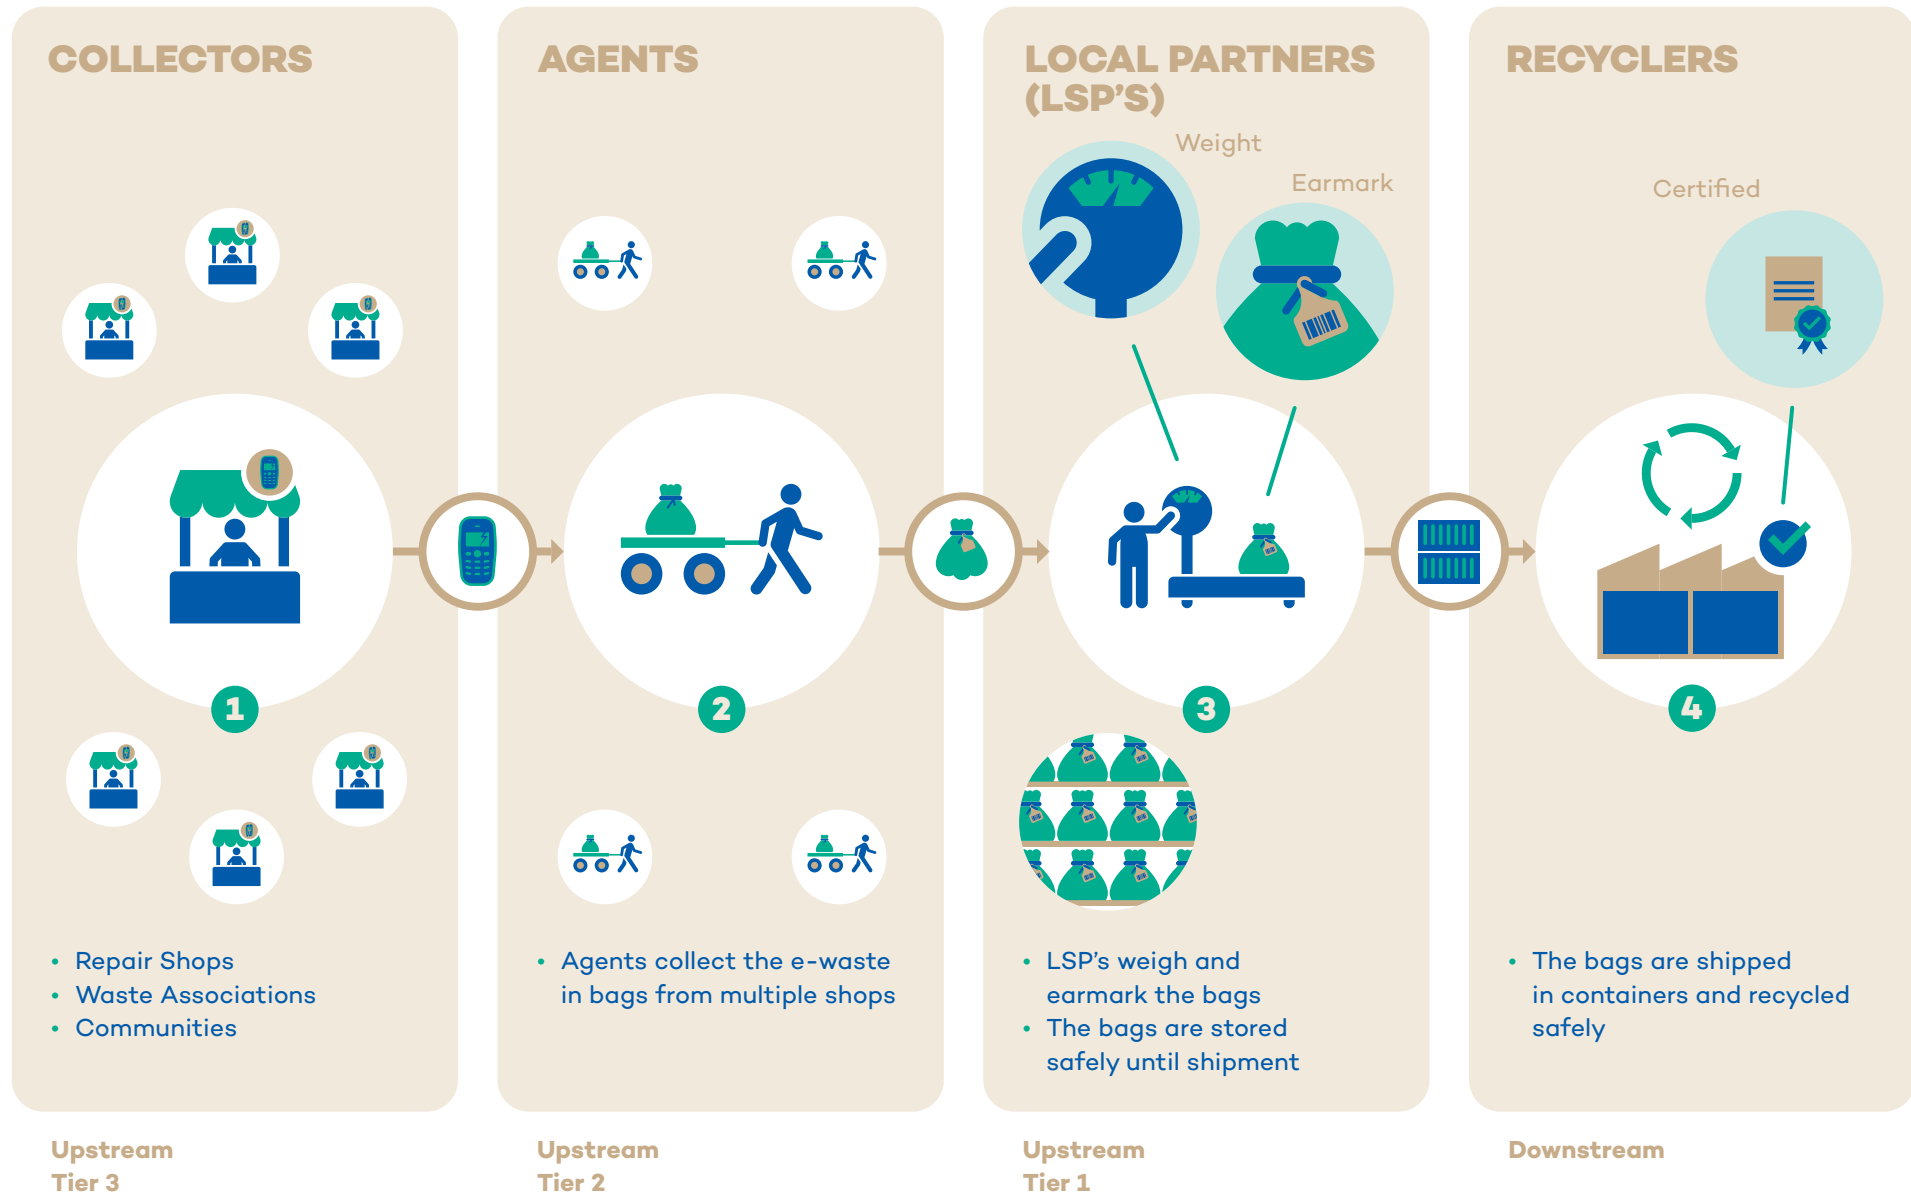 COLLECTORS
Repair Shops
Waste Associations
Communities
Upstream
Tier 3
1
AGENTS
Agents collect the e-waste
in bags from multiple shops
Upstream
Tier 2
2
LOCAL PARTNERS
(LSP'S)
Weight
Earmark
3
LSP's weigh and
earmark the bags
The bags are stored
safely until shipment
Upstream
Tier 1
RECYCLERS
Certified
4
The bags are shipped
in containers and recycled
safely
Downstream